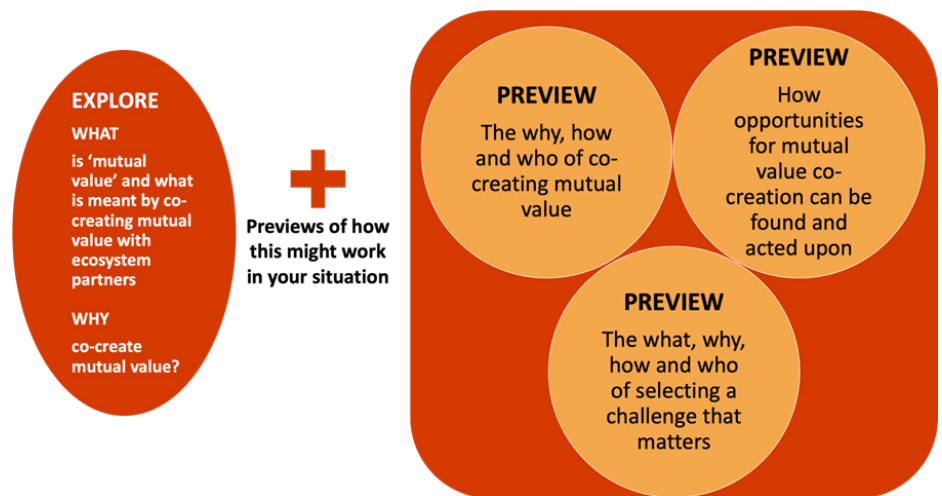 EXPLORE
WHAT
is ‘mutual
value’ and what
is meant by co-
creating mutual
value with
ecosystem
partners
WHY
co-create
mutual value?
Previews of how
this might work
in your situation
PREVIEW
The why, how
and who of co-
creating mutual
value
PREVIEW
How
opportunities
for mutual
value co-
creation can be
found and
acted upon
PREVIEW
The what, why,
how and who
of selecting a
challenge that
matters